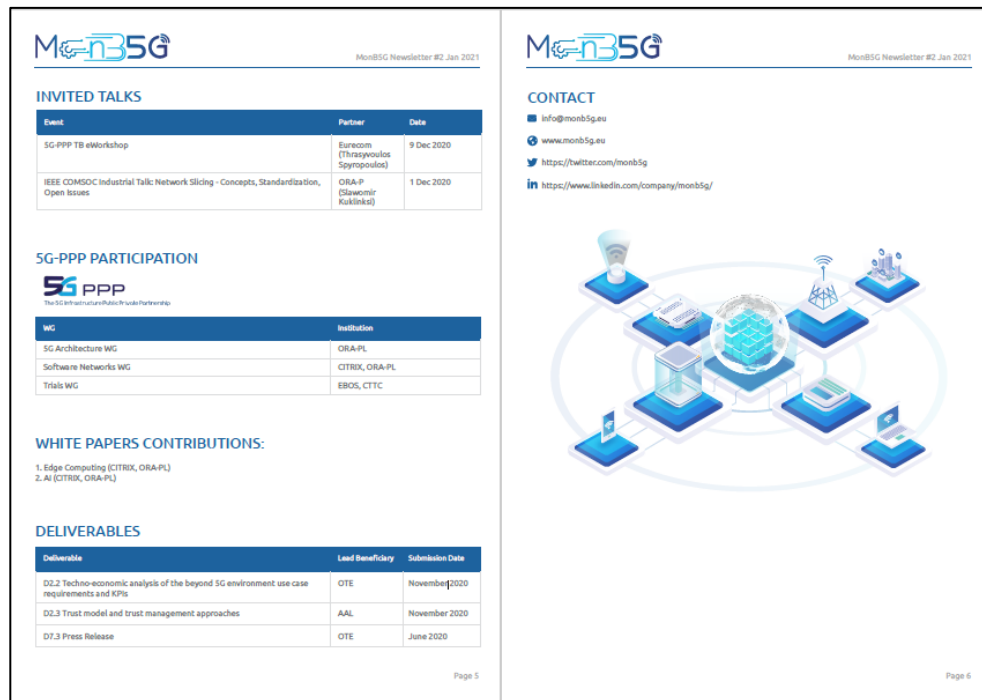 MonB5G
MonB5G Newsletter #2 Jan 2021
INVITED TALKS
Event Partner Date
5G-PPP TB eWorkshop Eurecom 9 Dec 2020
(Thrasyvoulos
Spyropoulos)
IEEE COMSOC Industrial Talk: Network Slicing - Concepts, Standardization, ORA-P 1 Dec 2020
Open Issues (Slawomir
Kuklinksi)
5G-PPP PARTICIPATION
5G PPP
The 5G Infrastructure Public Private Partnership
WG Institution
5G Architecture WG ORA-PL
Software Networks WG CITRIX, ORA-PL
Trials WG EBOS, CTTC
WHITE PAPERS CONTRIBUTIONS:
1. Edge Computing (CITRIX, ORA-PL)
2. AI (CITRIX, ORA-PL)
DELIVERABLES
Deliverable Lead Beneficiary Submission Date
D2.2 Techno-economic analysis of the beyond 5G environment use case OTE November 2020
requirements and KPIs
D2.3 Trust model and trust management approaches AAL November 2020
D7.3 Press Release OTE June 2020
Page 5
MonB5G
MonB5G Newsletter #2 Jan 2021
CONTACT
info@monb5g.eu
www.monb5g.eu
https://twitter.com/monb5g
in https://www.linkedin.com/company/monb5g/
Page 6